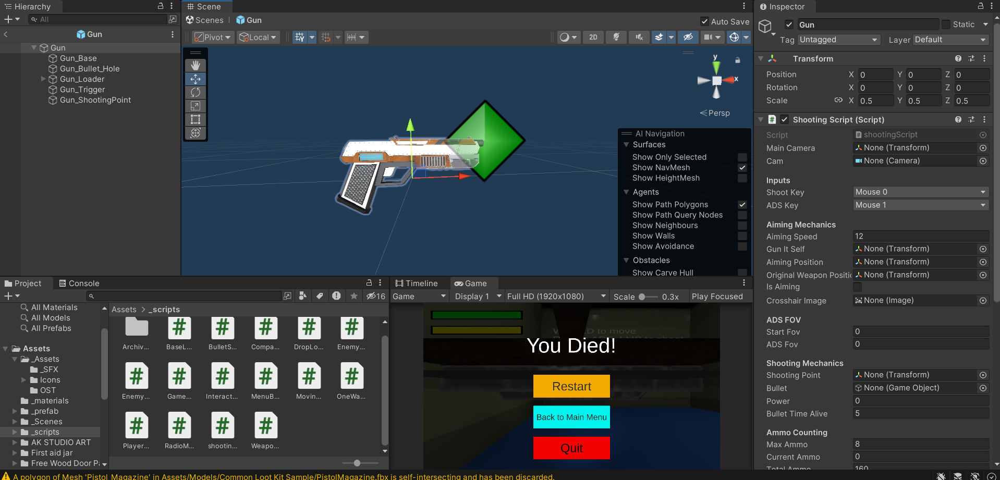 Hierarchy
All
Gun
Gun
Gun_Base
Gun_Bullet_Hole
Gun_Loader
Gun_Trigger
Gun_ShootingPoint
Scene
Scenes | Gun
Auto Save
Pivot Local 2D
y
x
Persp
AI Navigation
Surfaces
Show Only Selected
Show NavMesh
Show HeightMesh
Agents
Show Path Polygons
Show Path Query Nodes
Show Neighbours
Show Walls
Show Avoidance
Obstacles
Show Carve Hull
Inspector
Gun Static
Tag Untagged Layer Default
Transform
Position X 0 Y 0 Z 0
Rotation X 0 Y 0 Z 0
Scale X 0.5 Y 0.5 Z 0.5
Shooting Script (Script)
Script shootingScript
Main Camera None (Transform)
Cam None (Camera)
Inputs
Shoot Key Mouse 0
ADS Key Mouse 1
Aiming Mechanics
Aiming Speed 12
Gun It Self None (Transform)
Aiming Position None (Transform)
Original Weapon Positic None (Transform)
Is Aiming
Crosshair Image None (Image)
ADS FOV
Start Fov 0
ADS Fov 0
Shooting Mechanics
Shooting Point None (Transform)
Bullet None (Game Object)
Power 0
Bullet Time Alive 5
Ammo Counting
Max Ammo 8
Current Ammo 0
Total Ammo 160
Project Console
16
All Materials
All Models
All Prefabs
Assets
_Assets
_SFX
Icons
OST
_materials
_prefab
_Scenes
_scripts
AK STUDIO ART
First aid jar
Free Wood Door Pa
Assets > _scripts
Archiv... BaseL... BulletS... Compa... DropLo... Enemy...
Enemy... Game... Interact... MenuB... Movin... OneWa...
Player... RadioM... shootin... Weapo...
Timeline Game
Game Display 1 Full HD (1920x1080) Scale 0.3x Play Focused
to move
You Died!
Restart
Back to Main Menu
Quit
A polygon of Mesh 'Pistol_Magazine' in Assets/Models/Common Loot Kit Sample/PistolMagazine.fbx is self-intersecting and has been discarded.